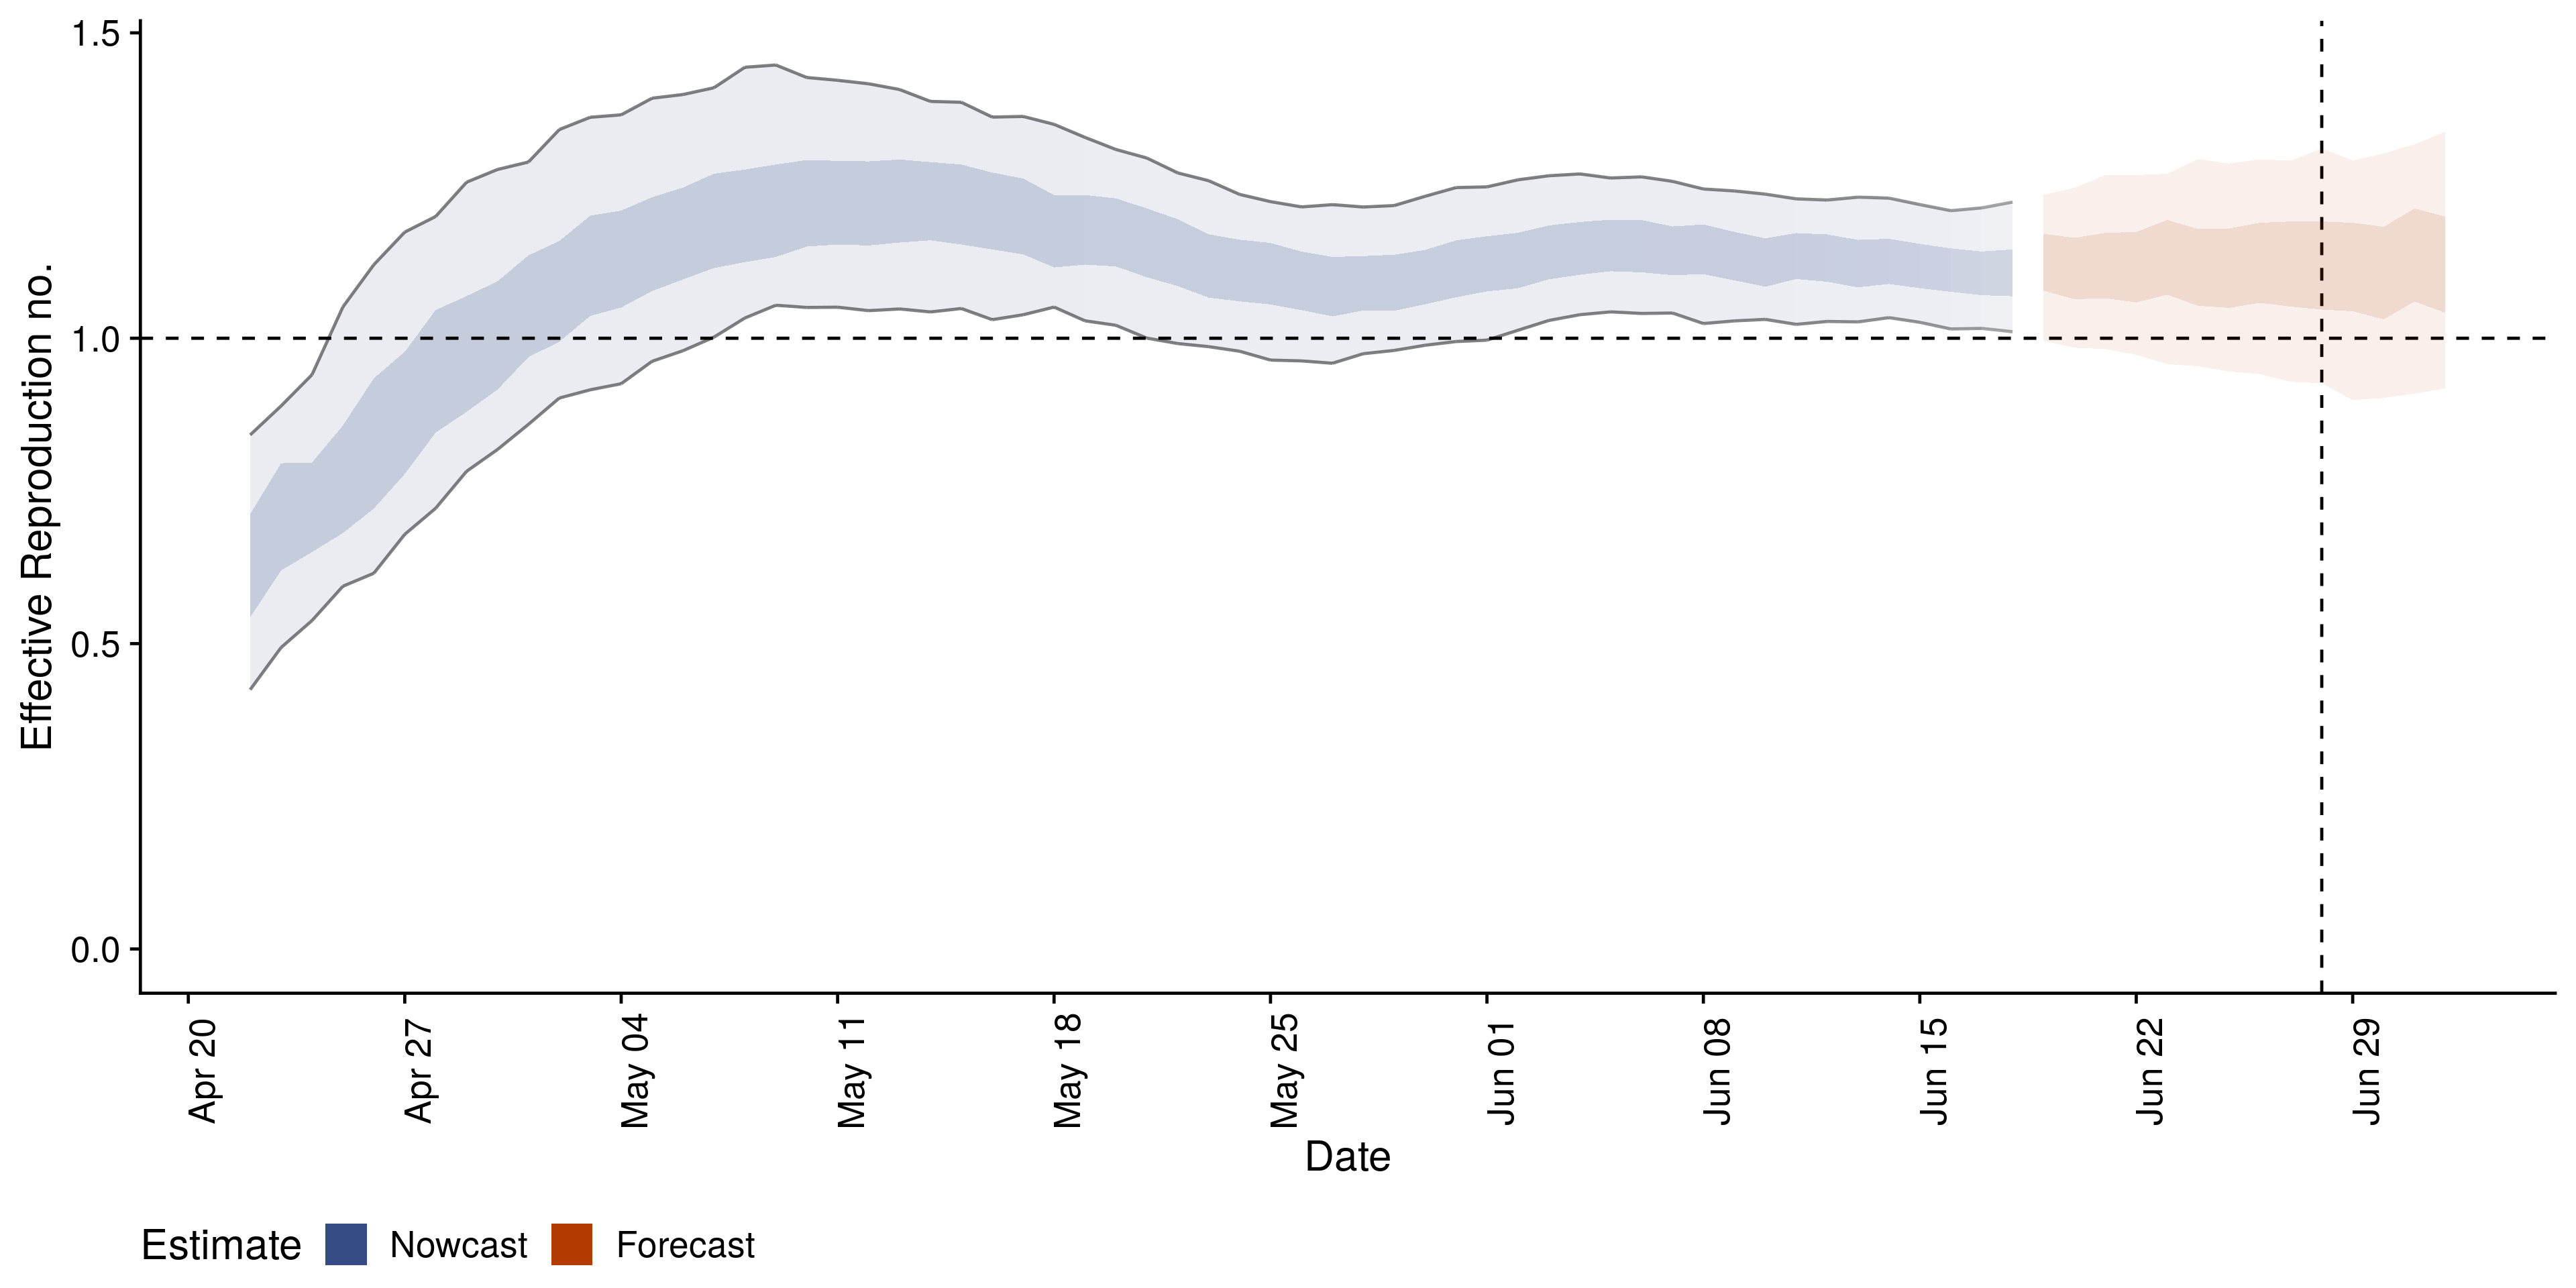 Effective Reproduction no.
1.5
1.0
0.5
0.0
Apr 20
Apr 27
May 04
May 11
May 18
May 25
Jun 01
Jun 08
Jun 15
Jun 22
Jun 29
Date
Estimate Nowcast Forecast